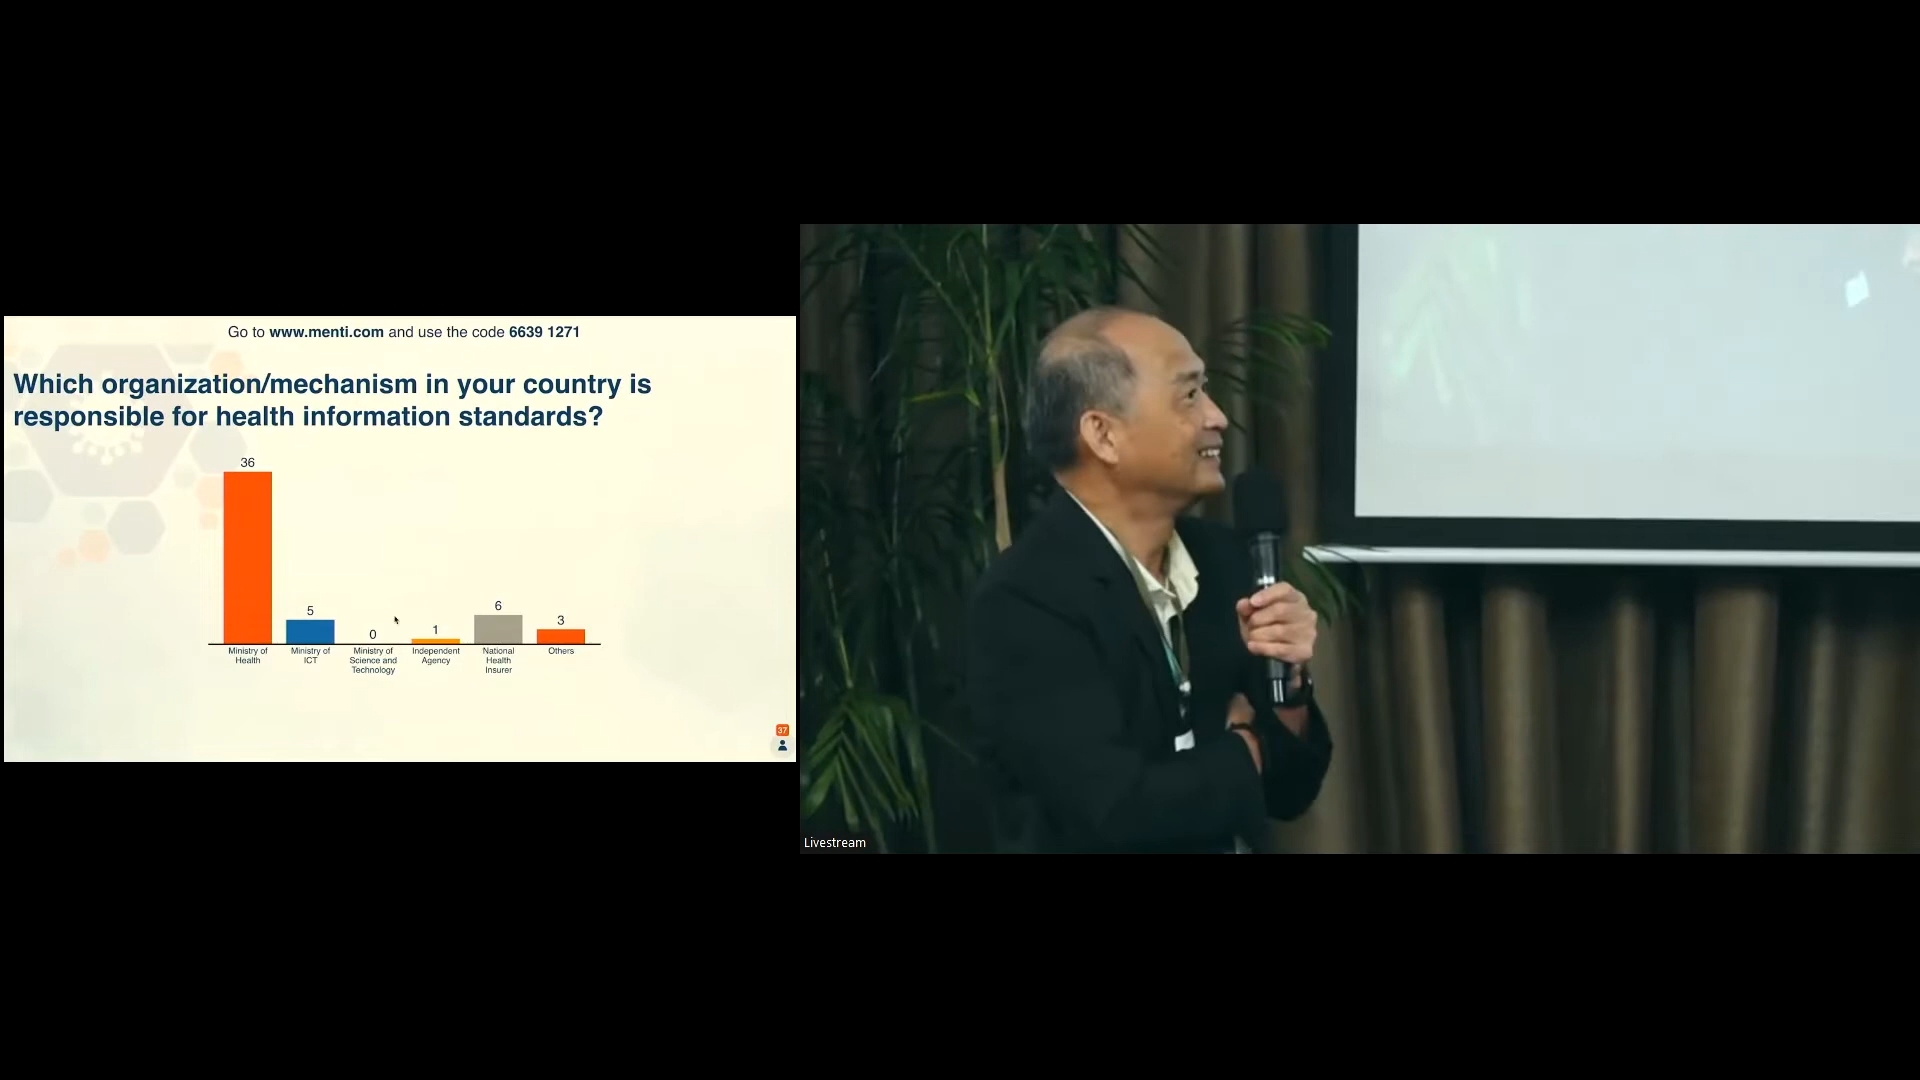 Go to www.menti.com and use the code 6639 1271
Which organization/mechanism in your country is
responsible for health information standards?
36
5
0
1
6
3
Ministry of
Health
Ministry of
ICT
Ministry of
Science and
Technology
Independent
Agency
National
Health
Insurer
Others
37
Livestream